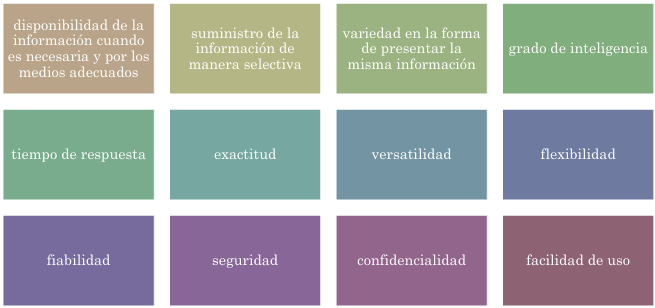 disponibilidad de la
información cuando
es necesaria y por los
medios adecuados
suministro de la
información de
manera selectiva
variedad en la forma
de presentar la
misma información
grado de inteligencia
tiempo de respuesta
exactitud
versatilidad
flexibilidad
fiabilidad
seguridad
confidencialidad
facilidad de uso